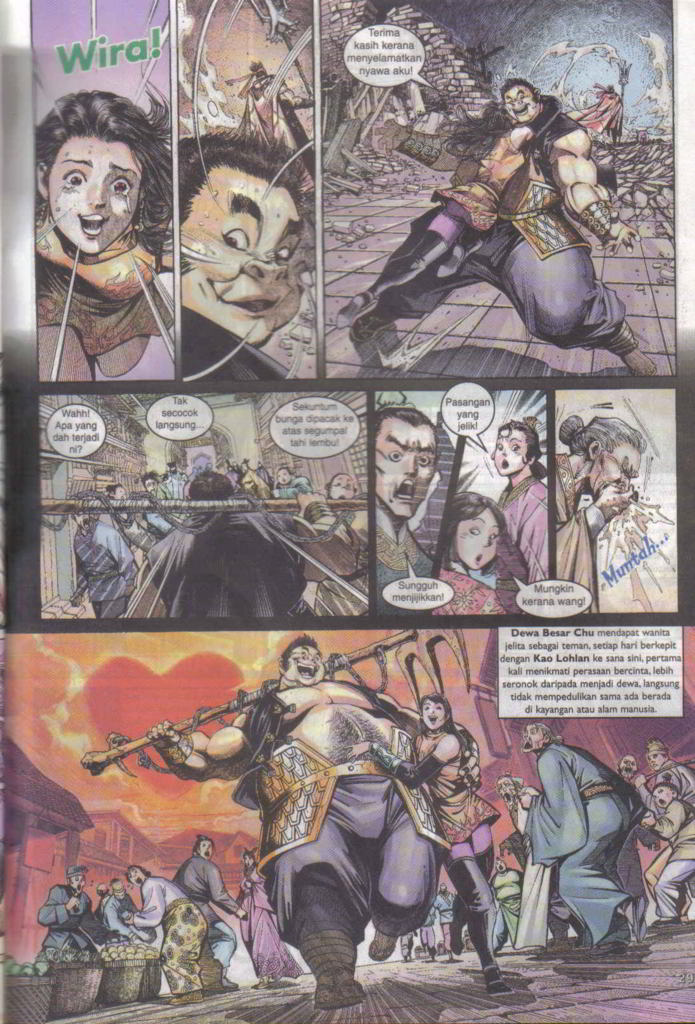 Wira!
Terima
kasih kerana
menyelamatkan
nyawa aku!
Wahh!
Apa yang
dah terjadi
ni?
Tak
secocok
langsung...
Sekuntum
bunga dipacak ke
atas segumpal
tahi lembu!
Pasangan
yang
jelik!
Sungguh
menjijikkan!
Mungkin
kerana wang!
Muntah...
Dewa Besar Chu mendapat wanita
jelita sebagai teman, setiap hari berkepit
dengan Kao Lohlan ke sana sini, pertama
kali menikmati perasaan bercinta, lebih
seronok daripada menjadi dewa, langsung
tidak mempedulikan sama ada berada
di kayangan atau alam manusia.
29